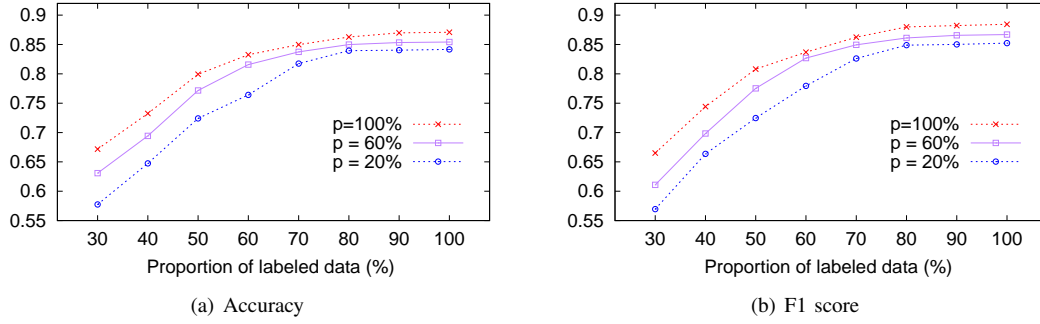 0.9
0.85
0.8
0.75
0.7
0.65
0.6
0.55
p=100%
p = 60%
p = 20%
30 40 50 60 70 80 90 100
Proportion of labeled data (%)
(a) Accuracy
0.9
0.85
0.8
0.75
0.7
0.65
0.6
0.55
p=100%
p = 60%
p = 20%
30 40 50 60 70 80 90 100
Proportion of labeled data (%)
(b) F1 score